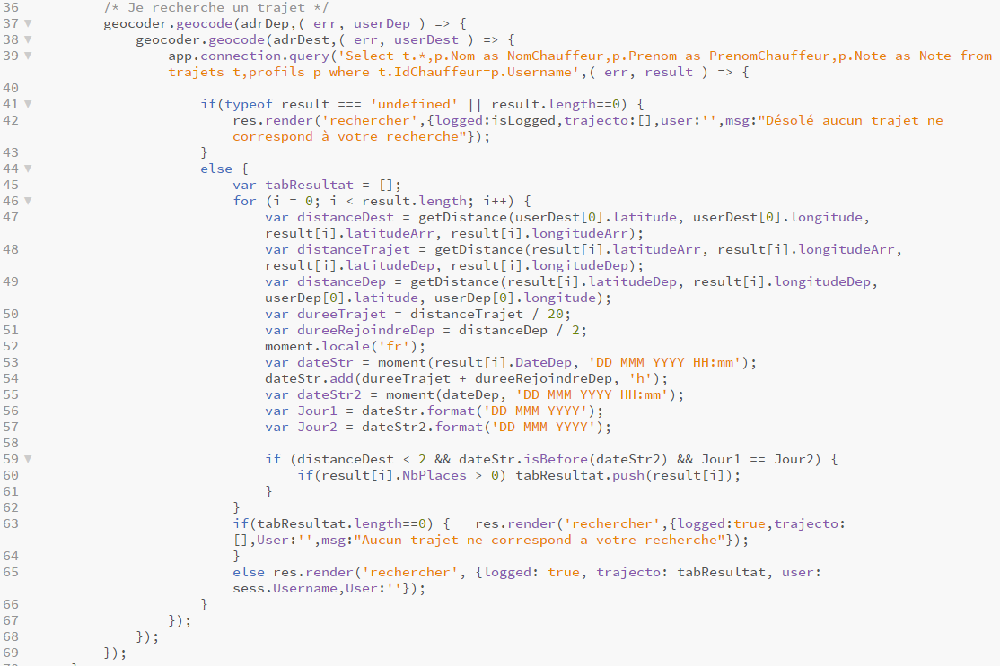 36 /* Je recherche un trajet */
37 geocoder.geocode(adrDep,( err, userDep ) => {
38 geocoder.geocode(adrDest,( err, userDest ) => {
39 app.connection.query('Select t.*,p.Nom as NomChauffeur,p.Prenom as PrenomChauffeur,p.Note as Note from
trajets t,profils p where t.IdChauffeur=p.Username',( err, result ) => {
40
41 if(typeof result === 'undefined' || result.length==0) {
42 res.render('rechercher',{logged:isLogged,trajecto:[],user:'',msg:"Désolé aucun trajet ne
correspond à votre recherche"});
43 }
44 else {
45 var tabResultat = [];
46 for (i = 0; i < result.length; i++) {
47 var distanceDest = getDistance(userDest[0].latitude, userDest[0].longitude,
result[i].latitudeArr, result[i].longitudeArr);
48 var distanceTrajet = getDistance(result[i].latitudeArr, result[i].longitudeArr,
result[i].latitudeDep, result[i].longitudeDep);
49 var distanceDep = getDistance(result[i].latitudeDep, result[i].longitudeDep,
userDep[0].latitude, userDep[0].longitude);
50 var dureeTrajet = distanceTrajet / 20;
51 var dureeRejoindreDep = distanceDep / 2;
52 moment.locale('fr');
53 var dateStr = moment(result[i].DateDep, 'DD MMM YYYY HH:mm');
54 dateStr.add(dureeTrajet + dureeRejoindreDep, 'h');
55 var dateStr2 = moment(dateDep, 'DD MMM YYYY HH:mm');
56 var Jour1 = dateStr.format('DD MMM YYYY');
57 var Jour2 = dateStr2.format('DD MMM YYYY');
58
59 if (distanceDest < 2 && dateStr.isBefore(dateStr2) && Jour1 == Jour2) {
60 if(result[i].NbPlaces > 0) tabResultat.push(result[i]);
61 }
62 }
63 if(tabResultat.length==0) { res.render('rechercher',{logged:true,trajecto:
[],User:'',msg:"Aucun trajet ne correspond a votre recherche"});
64 }
65 else res.render('rechercher', {logged: true, trajecto: tabResultat, user:
sess.Username,User:''});
66 }
67 });
68 });
69 });